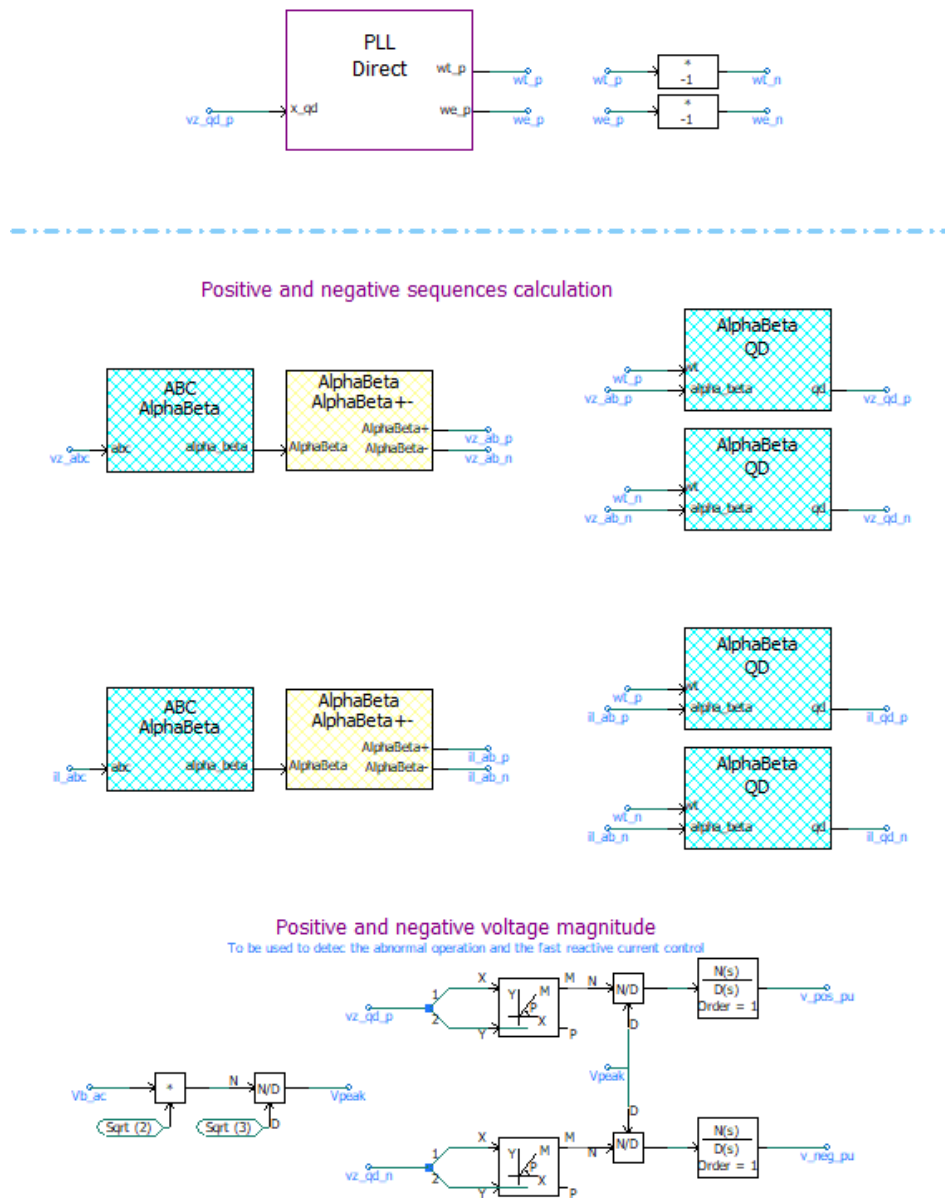 PLL
Direct
wt_p
wt_p
wt_p
*
-1
wt_n
x_qd
vz_qd_p
we_p
we_p
we_p
*
-1
we_n
Positive and negative sequences calculation
AlphaBeta
QD
wt
wt_p
alpha_beta
qd
vz_ab_p
vz_qd_p
ABC
AlphaBeta
abc
alpha_beta
vz_abc
AlphaBeta
AlphaBeta+-
AlphaBeta+
AlphaBeta
AlphaBeta-
vz_ab_p
vz_ab_n
AlphaBeta
QD
wt
wt_n
alpha_beta
qd
vz_ab_n
vz_qd_n
AlphaBeta
QD
wt
wt_p
alpha_beta
qd
il_ab_p
il_qd_p
ABC
AlphaBeta
abc
alpha_beta
il_abc
AlphaBeta
AlphaBeta+-
AlphaBeta+
AlphaBeta
AlphaBeta-
il_ab_p
il_ab_n
AlphaBeta
QD
wt
wt_n
alpha_beta
qd
il_ab_n
il_qd_n
Positive and negative voltage magnitude
To be used to detec the abnormal operation and the fast reactive current control
vz_qd_p
1
2
X
Y
Y
M
P
X
M
P
N
N/D
D
N(s)
D(s)
Order = 1
v_pos_pu
Vpeak
Vb_ac
*
Sqrt (2)
N
N/D
D
Sqrt (3)
Vpeak
vz_qd_n
1
2
X
Y
Y
M
P
X
M
P
N
N/D
D
N(s)
D(s)
Order = 1
v_neg_pu